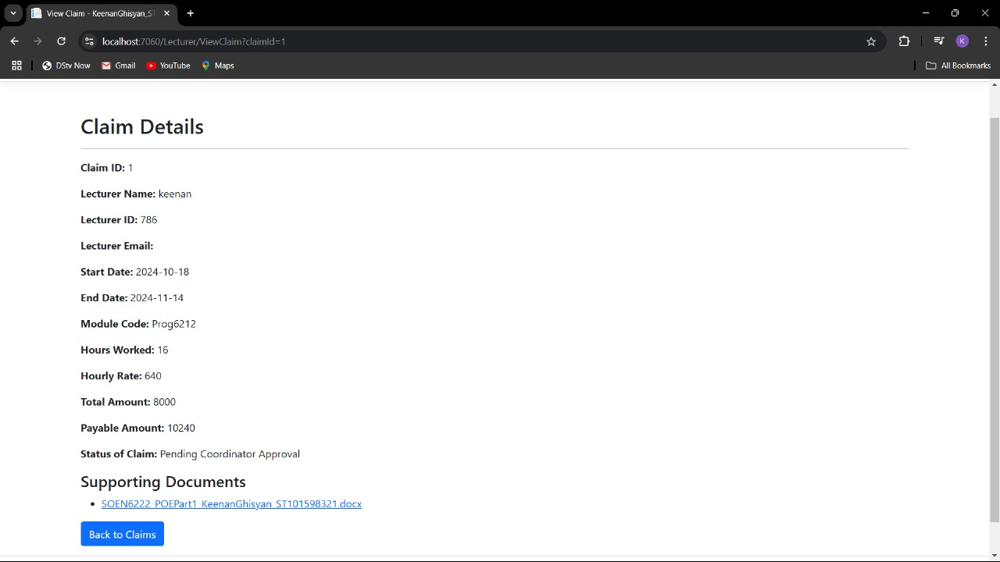 View Claim - KeenanGhisyan_ST
localhost:7060/Lecturer/ViewClaim?claimId=1
K
DStv Now
Gmail
YouTube
Maps
All Bookmarks
Claim Details
Claim ID: 1
Lecturer Name: keenan
Lecturer ID: 786
Lecturer Email:
Start Date: 2024-10-18
End Date: 2024-11-14
Module Code: Prog6212
Hours Worked: 16
Hourly Rate: 640
Total Amount: 8000
Payable Amount: 10240
Status of Claim: Pending Coordinator Approval
Supporting Documents
SOEN6222_POEPart1_KeenanGhisyan_ST101598321.docx
Back to Claims